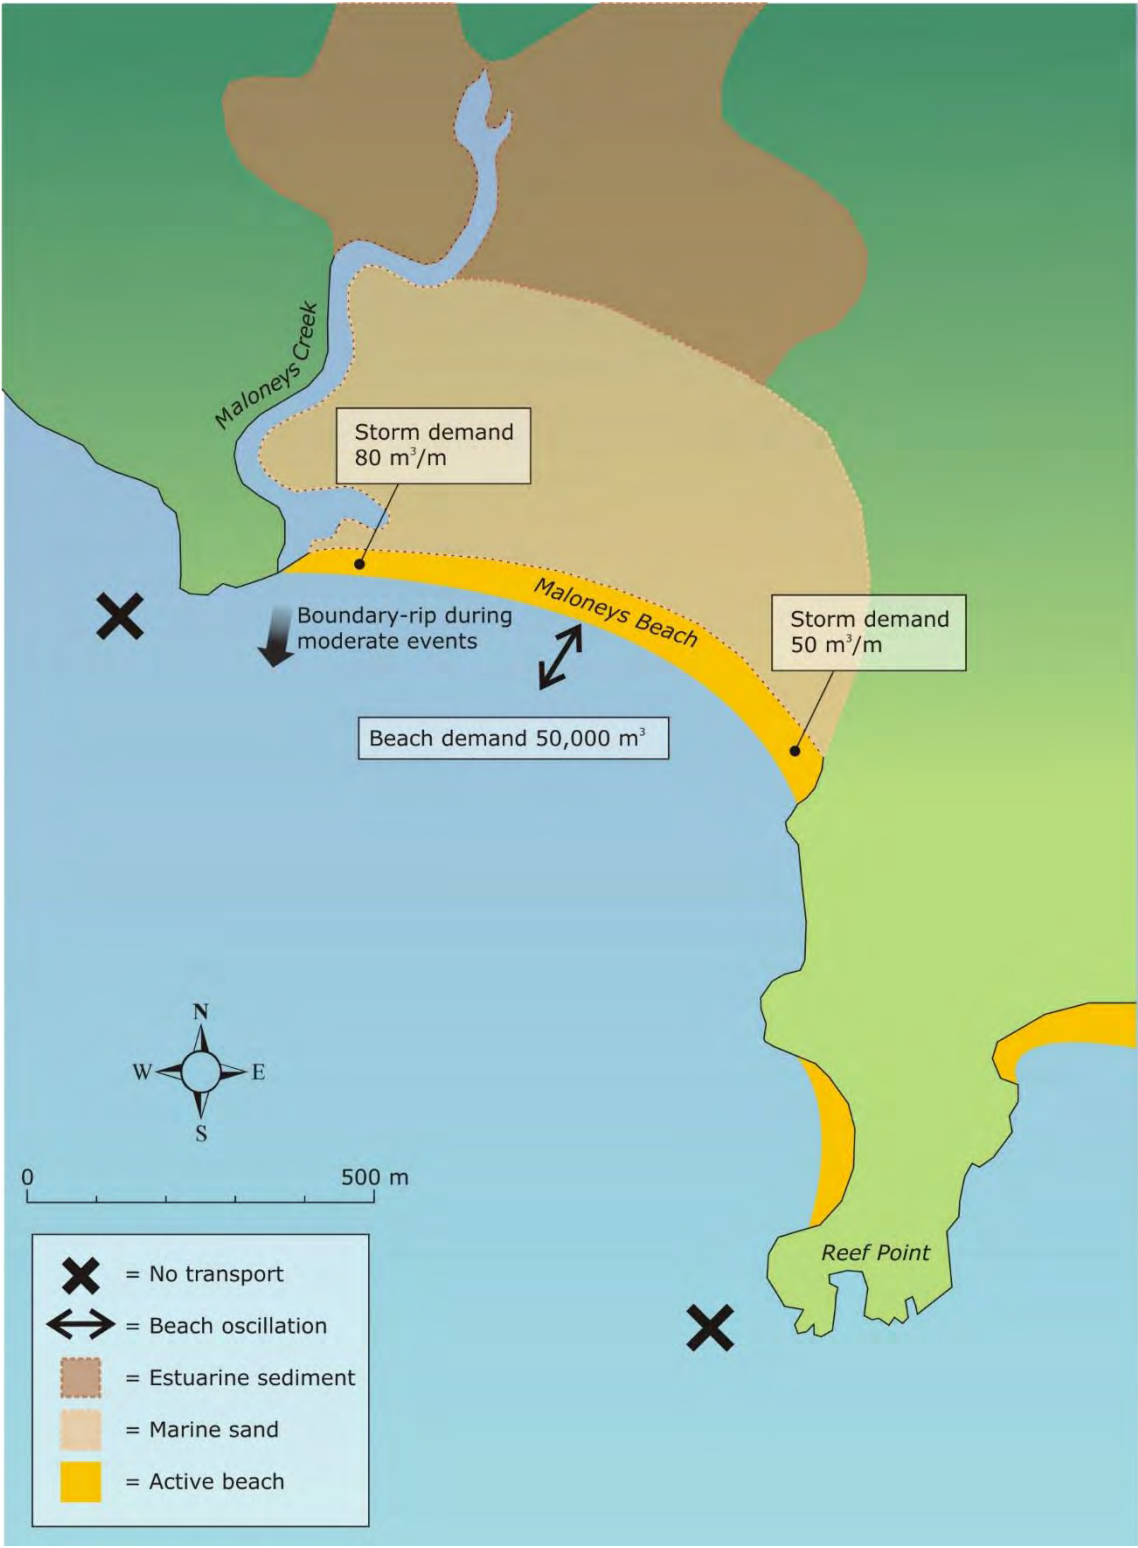 Maloneys Creek
Storm demand
80 m³/m
Maloneys Beach
Storm demand
50 m³/m
Boundary-rip during
moderate events
Beach demand 50,000 m³
N
W
E
S
0
500 m
Reef Point
= No transport
= Beach oscillation
= Estuarine sediment
= Marine sand
= Active beach